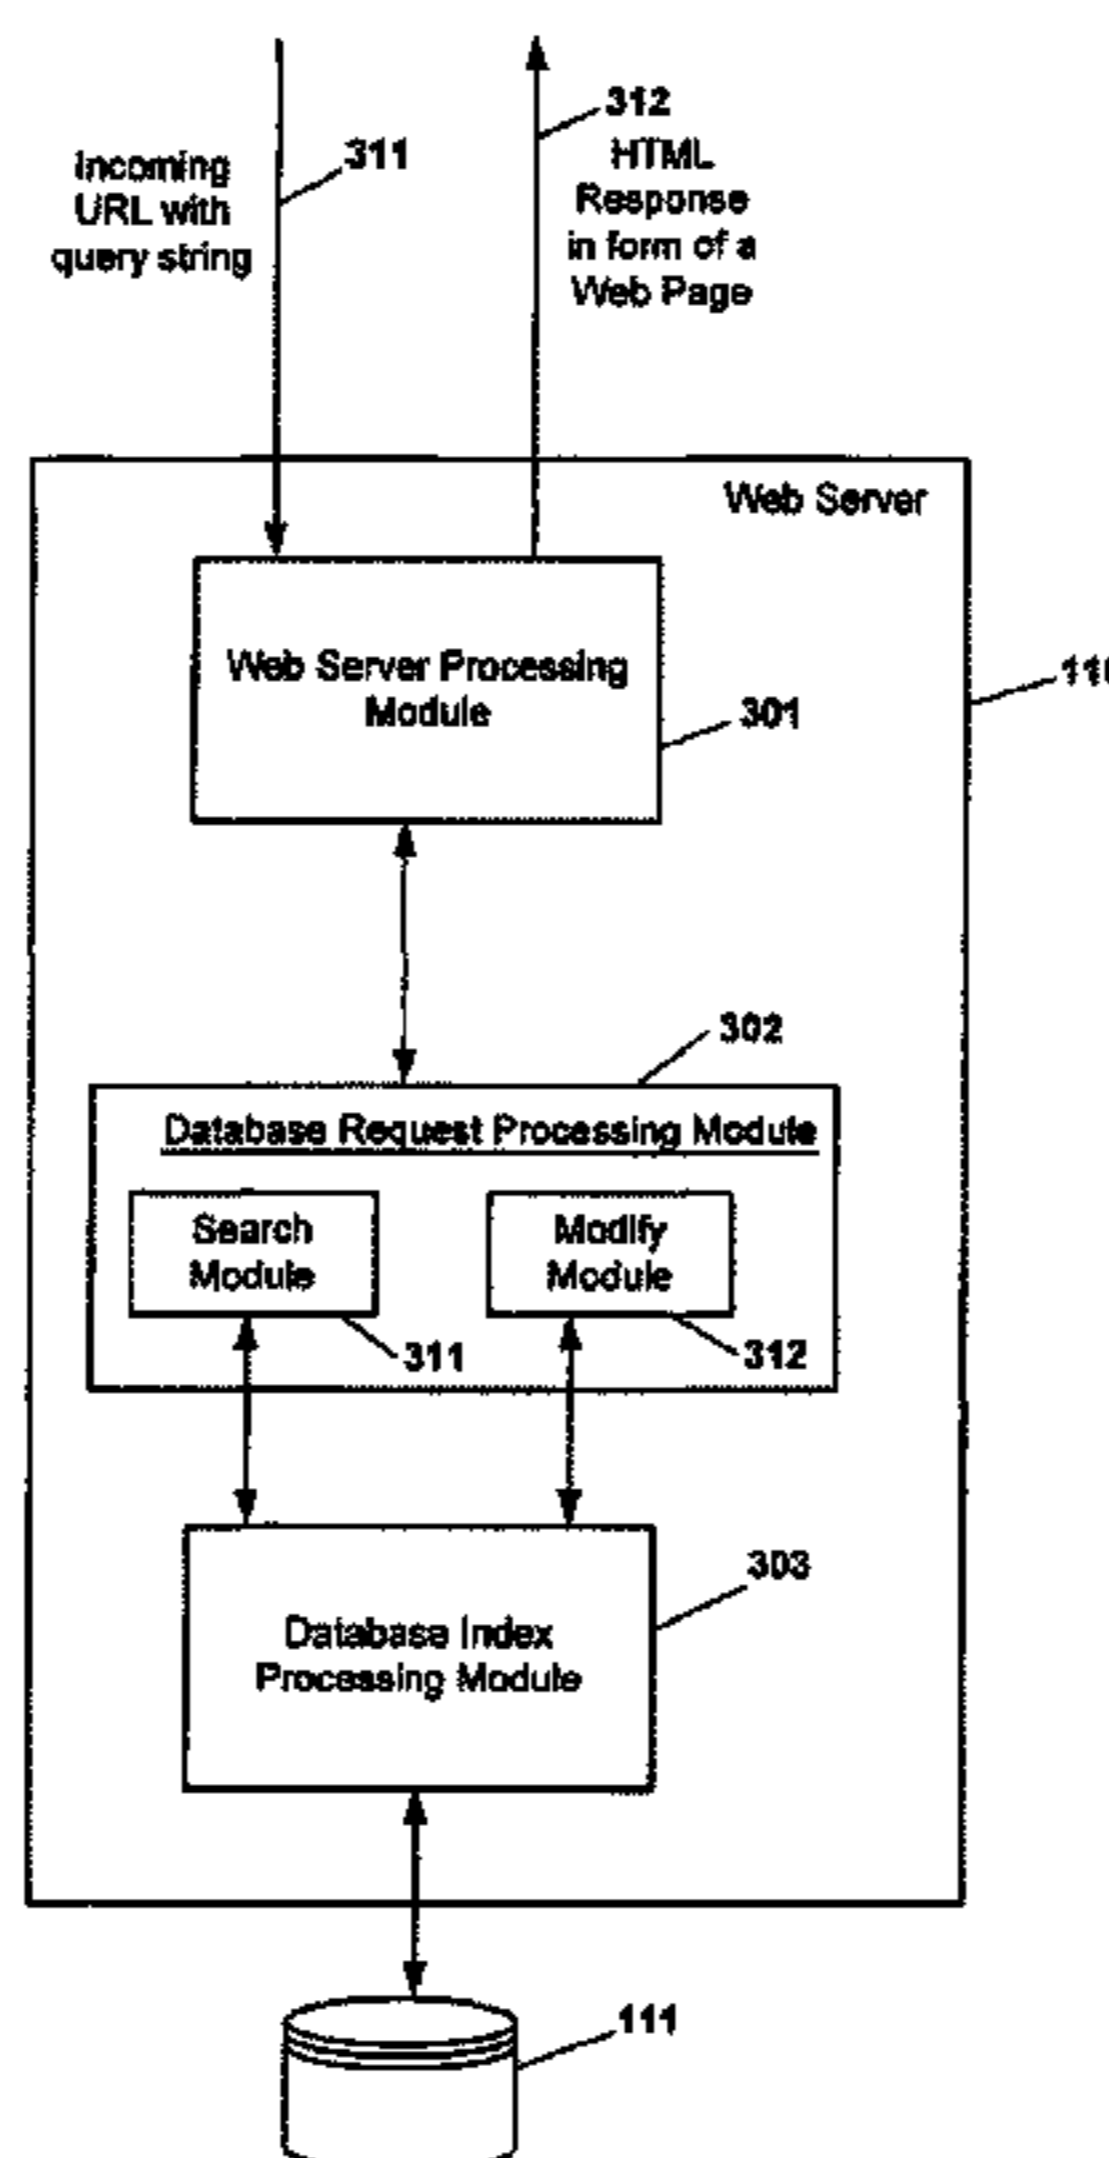 312
311
Incoming
URL with
query string
HTML
Response
in form of a
Web Page
Web Server
Web Server Processing
Module
301
302
Database Request Processing Module
Search
Module
Modify
Module
311
312
303
Database Index
Processing Module
111